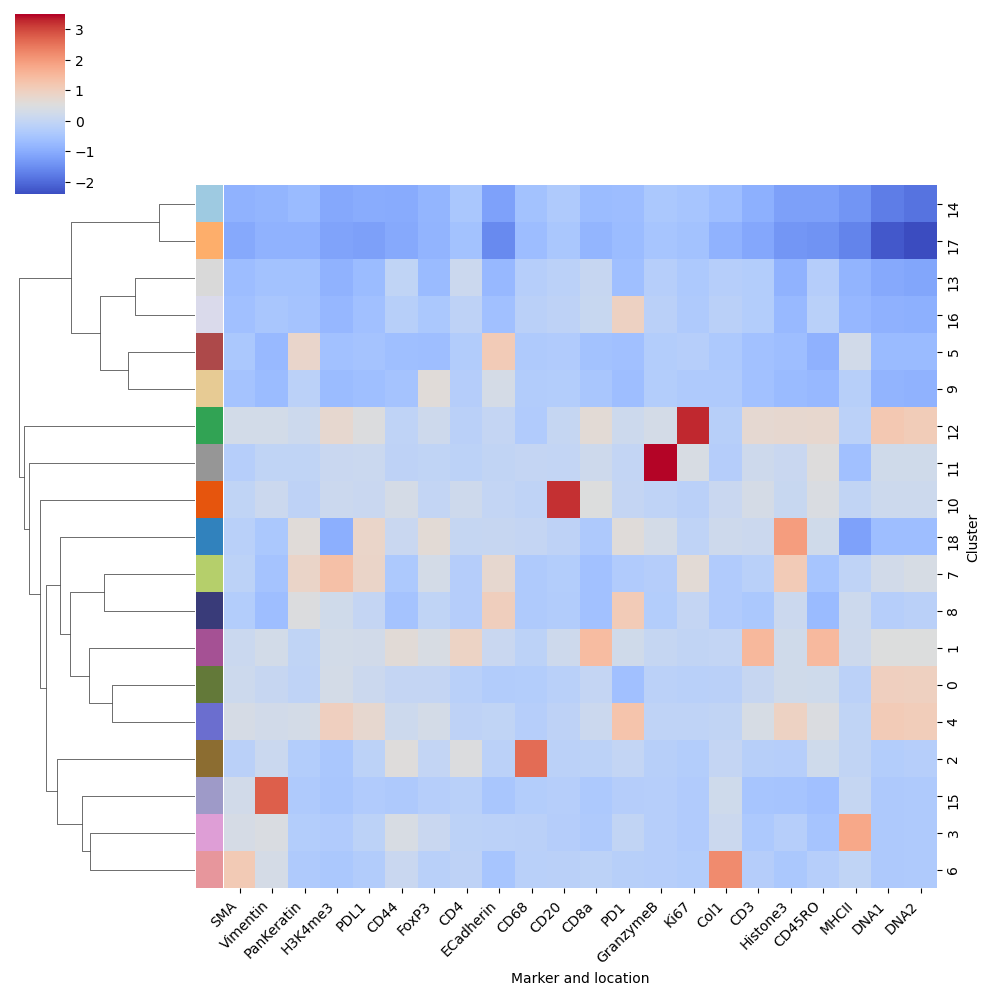 3
2
1
0
−1
−2
14
17
13
16
5
9
12
11
10
18
7
8
1
0
4
2
15
3
6
Cluster
SMA
Vimentin
PanKeratin
H3K4me3
PDL1
CD44
FoxP3
CD4
ECadherin
CD68
CD20
CD8a
PD1
GranzymeB
Ki67
Col1
CD3
Histone3
CD45RO
MHCII
DNA1
DNA2
Marker and location